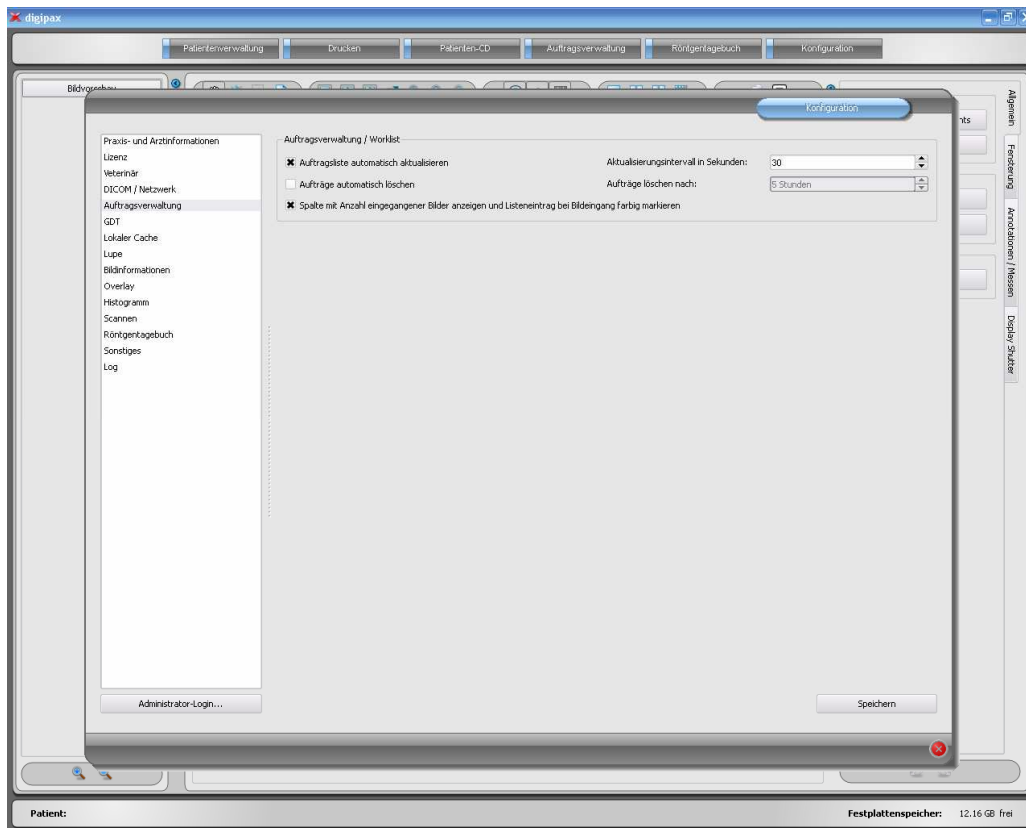 digipax
Patientenverwaltung
Drucken
Patienten-CD
Auftragsverwaltung
Röntgentagebuch
Konfiguration
Bildvorschau
Konfiguration
Praxis- und Arztinformationen
Lizenz
Veterinär
DICOM / Netzwerk
Auftragsverwaltung
GDT
Lokaler Cache
Lupe
Bildinformationen
Overlay
Histogramm
Scannen
Röntgentagebuch
Sonstiges
Log
Administrator-Login...
Auftragsverwaltung / Worklist
Auftragsliste automatisch aktualisieren
Aktualisierungsintervall in Sekunden:
30
Aufträge automatisch löschen
Aufträge löschen nach:
5 Stunden
Spalte mit Anzahl eingegangener Bilder anzeigen und Listeneintrag bei Bildeingang farbig markieren
Speichern
Allgemein
Fensterung
Annotationen / Messen
Display Shutter
Patient:
Festplattenspeicher: 12.16 GB frei